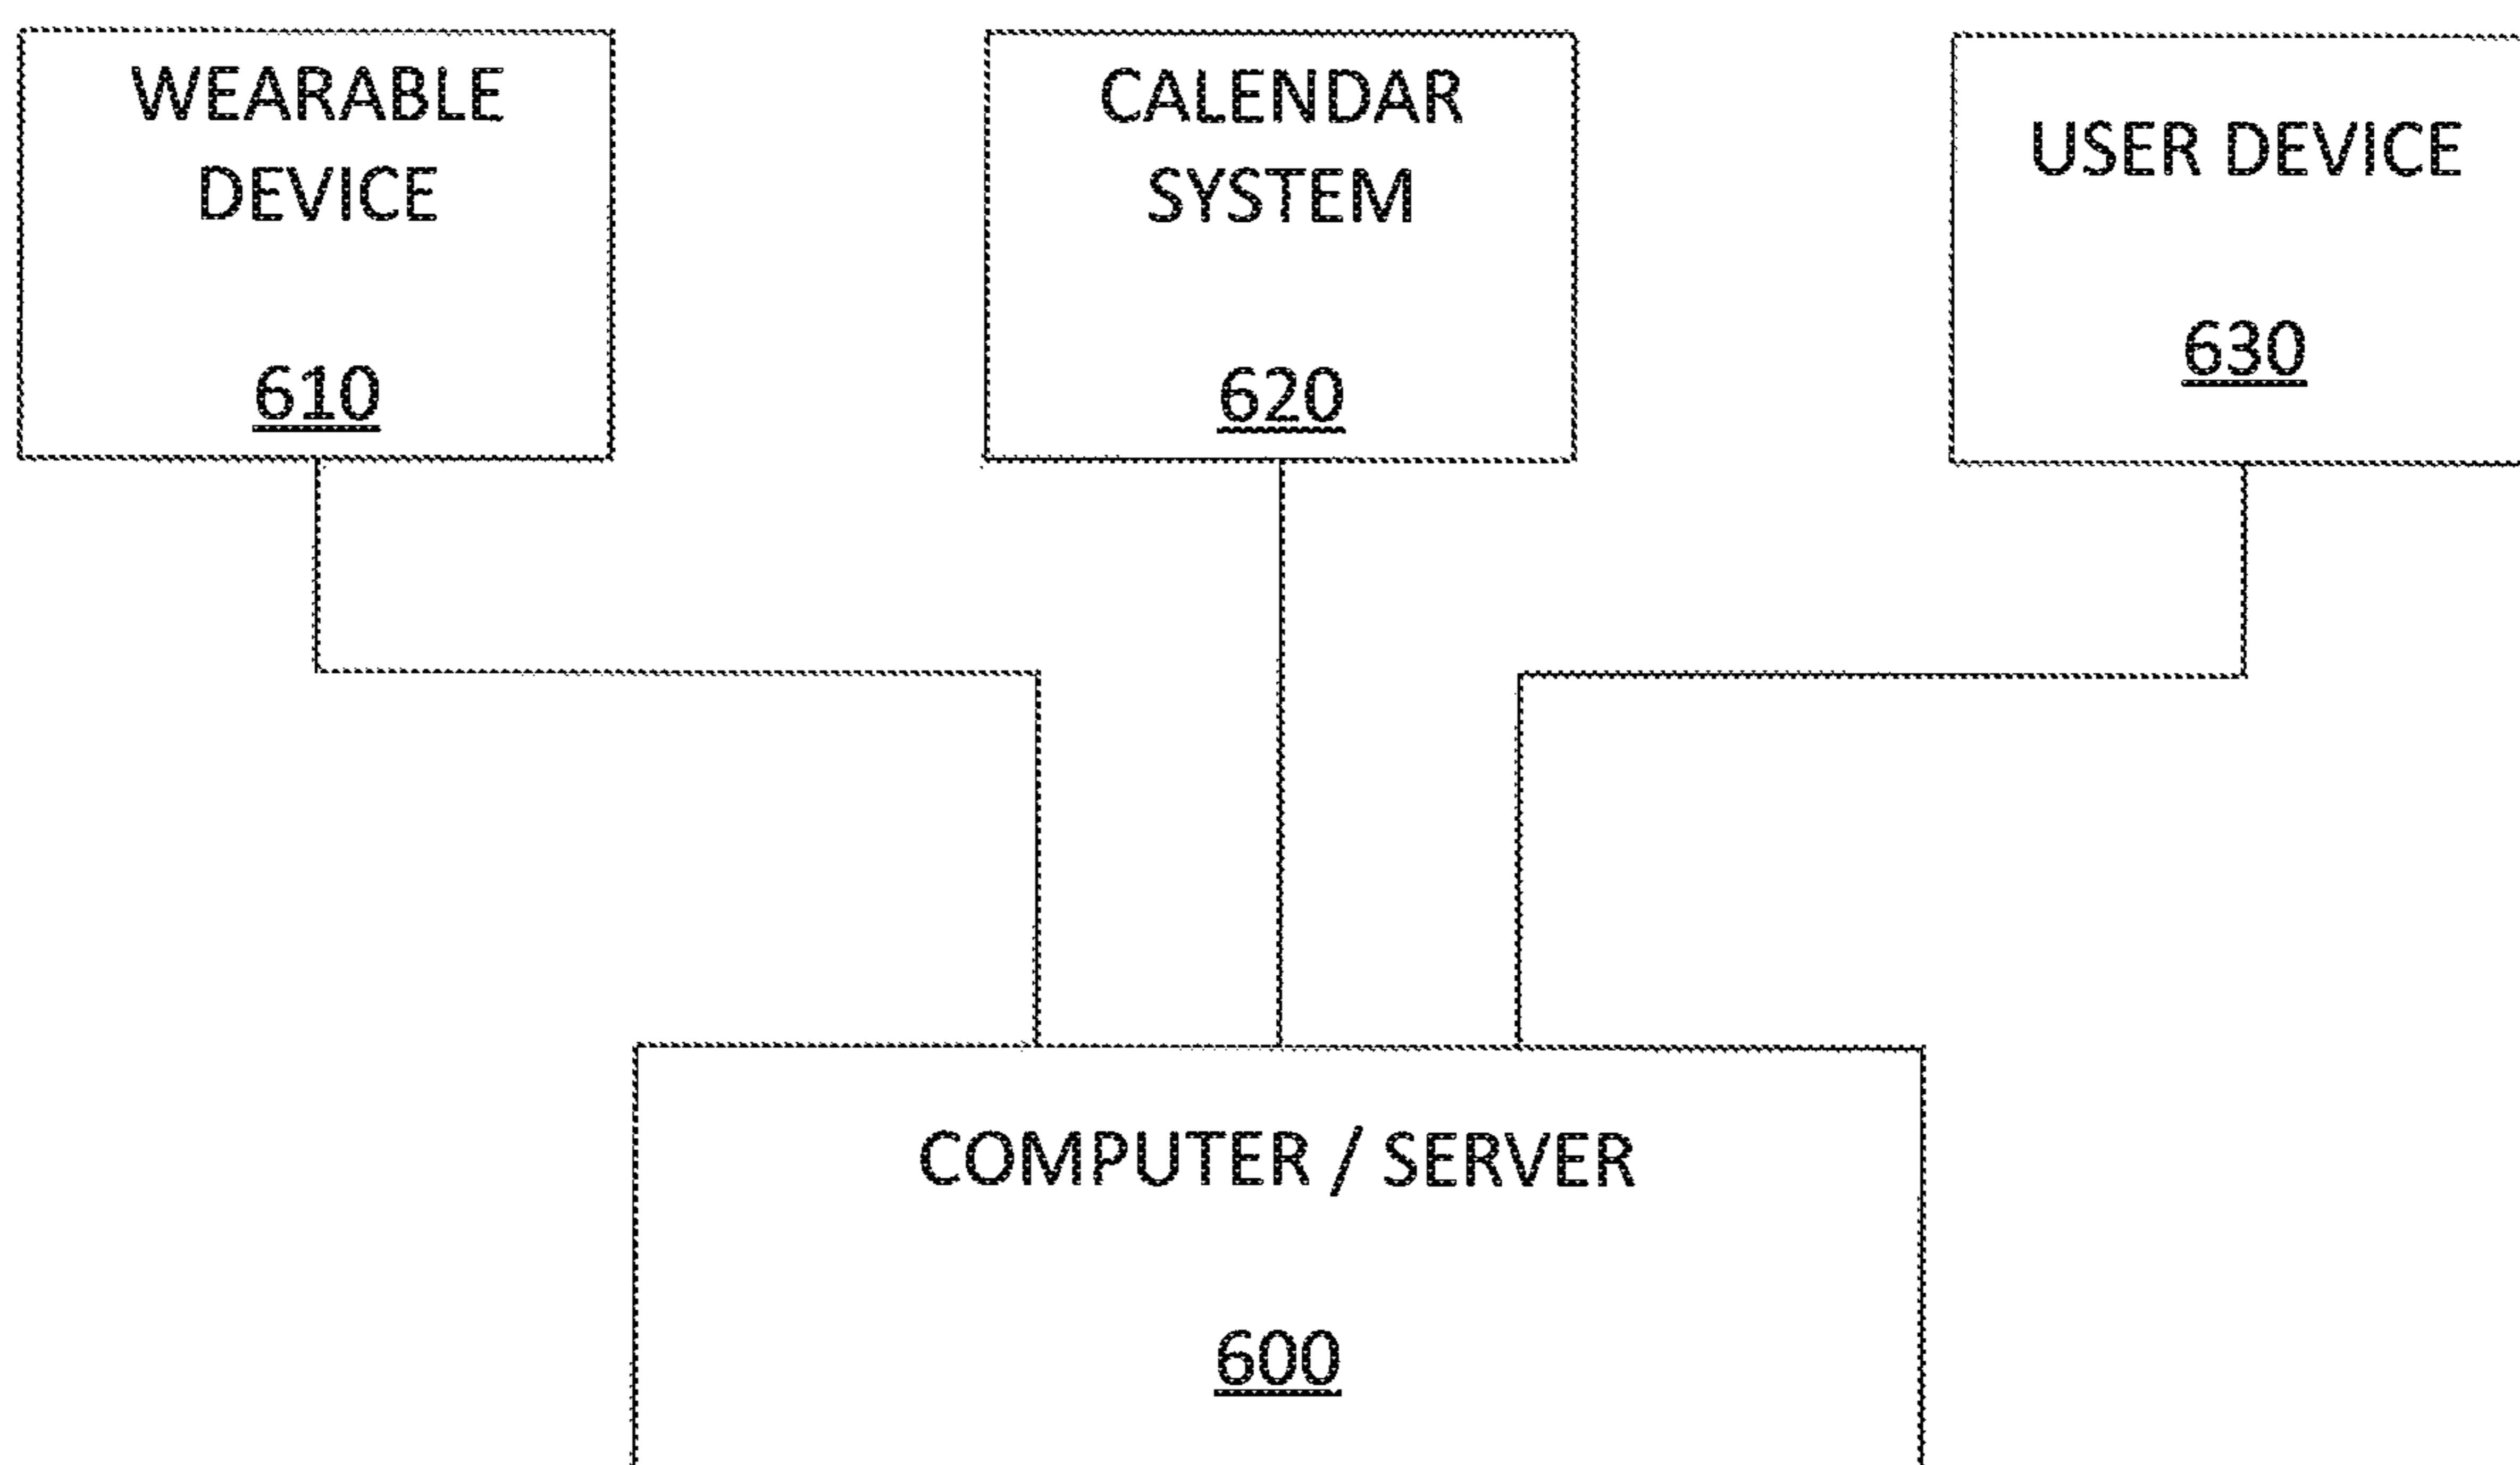 WEARABLE
DEVICE
610
CALENDAR
SYSTEM
620
USER DEVICE
630
COMPUTER / SERVER
600